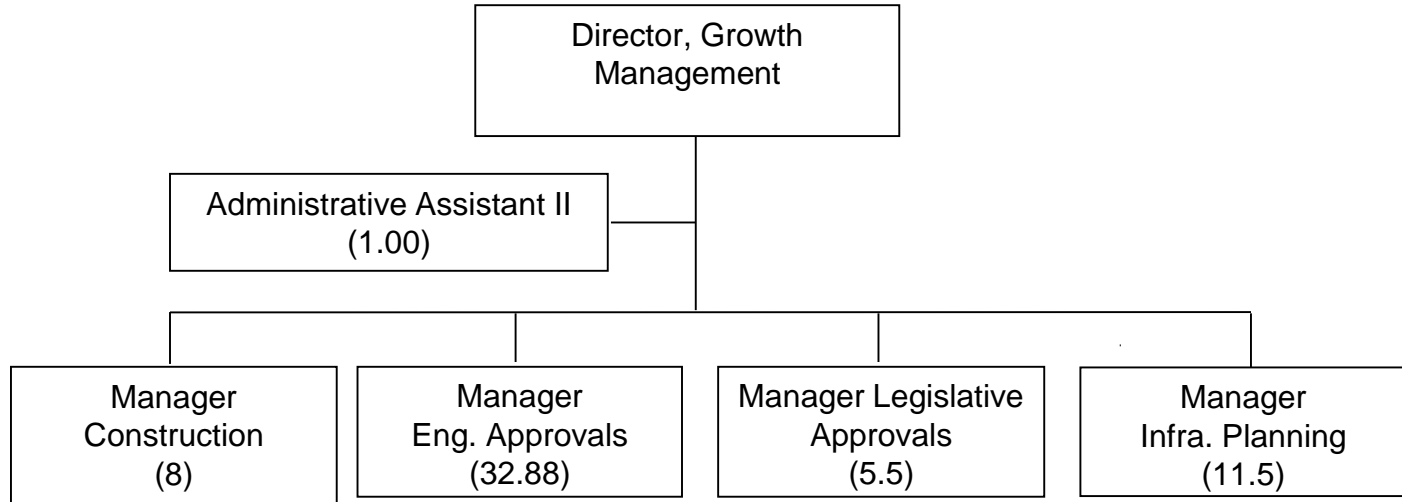 Director, Growth
Management
Administrative Assistant II
(1.00)
Manager
Construction
(8)
Manager
Eng. Approvals
(32.88)
Manager Legislative
Approvals
(5.5)
Manager
Infra. Planning
(11.5)